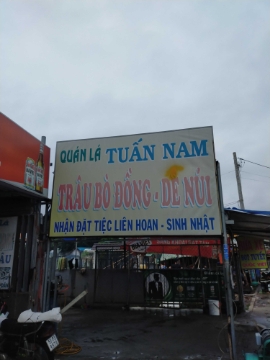 QUÁN LÁ TUẤN NAM
TRÂU BÒ ĐỒNG - DÊ NÚI
NHẬN ĐẶT TIỆC LIÊN HOAN - SINH NHẬT